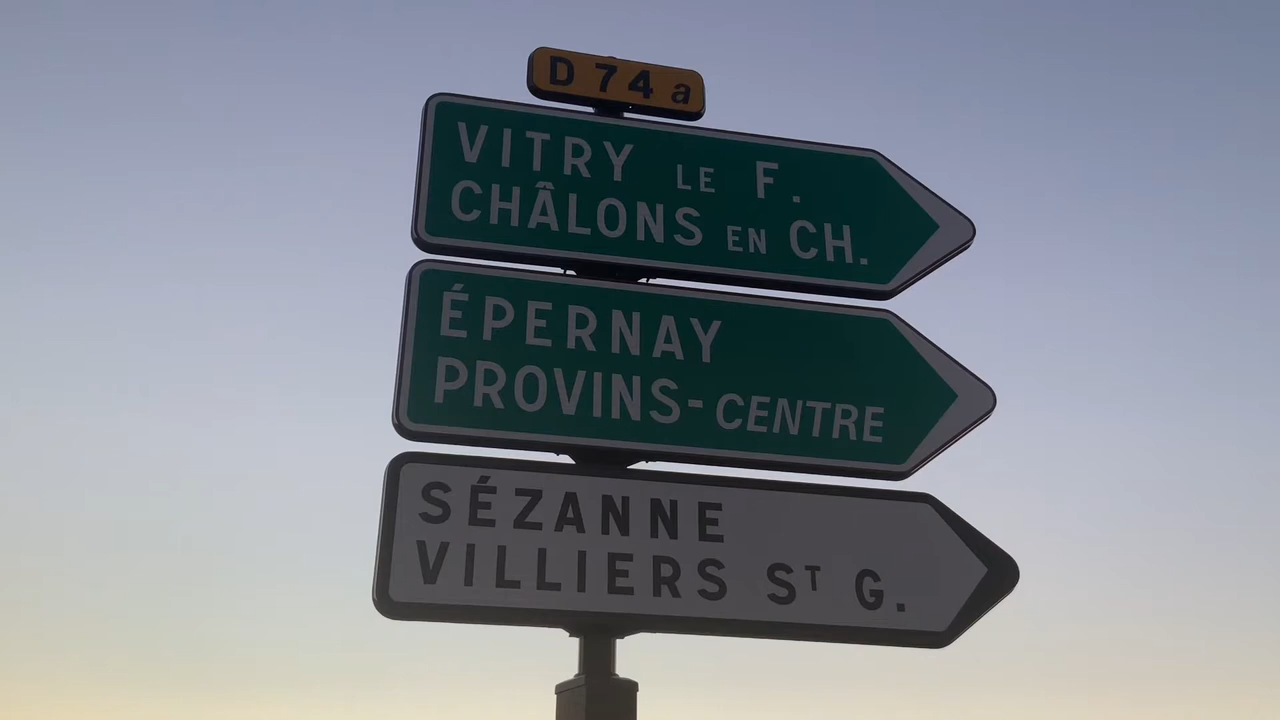 D 74 a
VITRY LE F.
CHÂLONS EN CH.
ÉPERNAY
PROVINS-CENTRE
SÉZANNE
VILLIERS ST G.